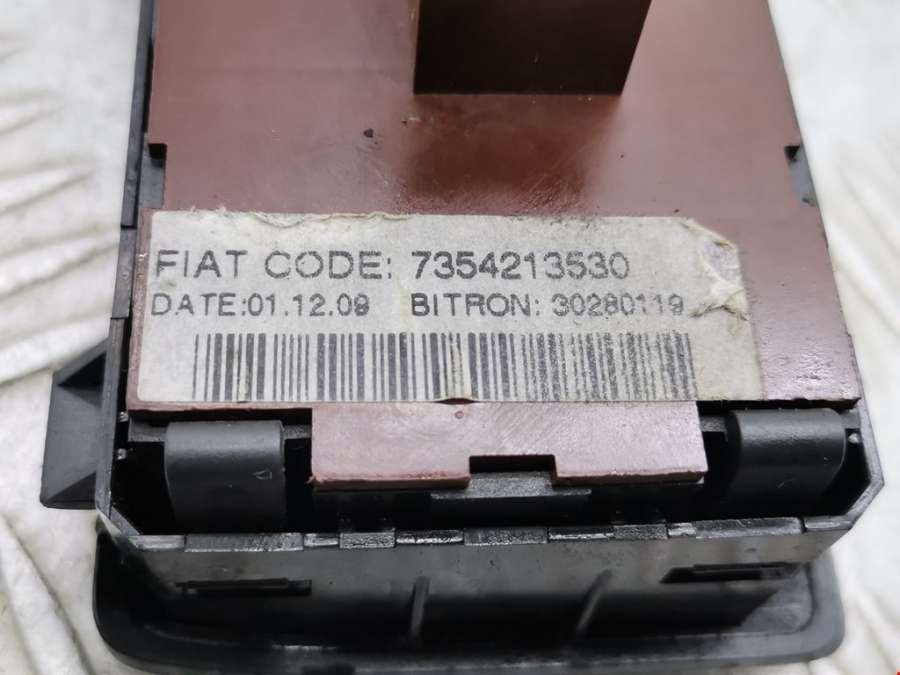 FIAT CODE: 7354213530
DATE:01.12.09 BITRON: 30280119